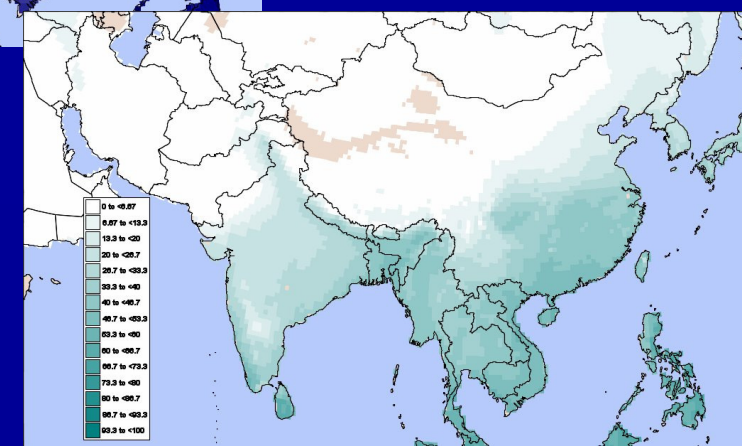 0 to <6.67
6.67 to <13.3
13.3 to <20
20 to <26.7
26.7 to <33.3
33.3 to <40
40 to <46.7
46.7 to <53.3
53.3 to <60
60 to <66.7
66.7 to <73.3
73.3 to <80
80 to <86.7
86.7 to <93.3
93.3 to <100